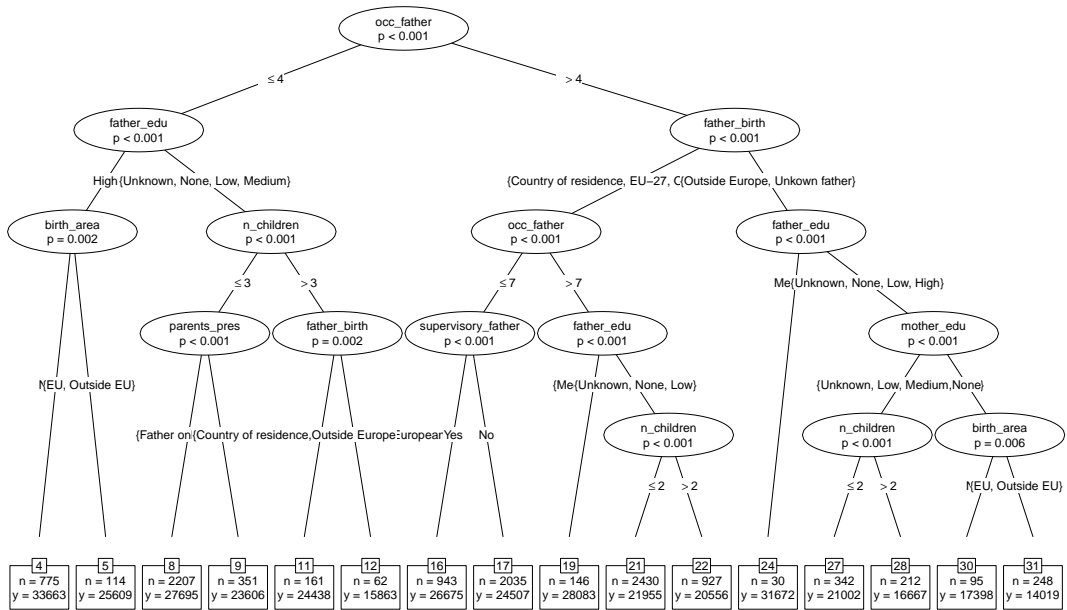 occ_father
p < 0.001
≤ 4
> 4
father_edu
p < 0.001
father_birth
p < 0.001
High
{Unknown, None, Low, Medium}
{Country of residence, EU−27,
{Outside Europe, Unkown father}
birth_area
p = 0.002
n_children
p < 0.001
occ_father
p < 0.001
father_edu
p < 0.001
≤ 3
> 3
≤ 7
> 7
{Unknown, None, Low, High}
parents_pres
p < 0.001
father_birth
p = 0.002
supervisory_father
p < 0.001
father_edu
p < 0.001
mother_edu
p < 0.001
{EU, Outside EU}
{Unknown, None, Low}
{Unknown, Low, Medium,
None}
{Father
{Country of residence,
Outside Europe
European
Yes
No
n_children
p < 0.001
n_children
p < 0.001
birth_area
p = 0.006
≤ 2
> 2
≤ 2
> 2
{EU, Outside EU}
4
n = 775
y = 33663
5
n = 114
y = 25609
8
n = 2207
y = 27695
9
n = 351
y = 23606
11
n = 161
y = 24438
12
n = 62
y = 15863
16
n = 943
y = 26675
17
n = 2035
y = 24507
19
n = 146
y = 28083
21
n = 2430
y = 21955
22
n = 927
y = 20556
24
n = 30
y = 31672
27
n = 342
y = 21002
28
n = 212
y = 16667
30
n = 95
y = 17398
31
n = 248
y = 14019